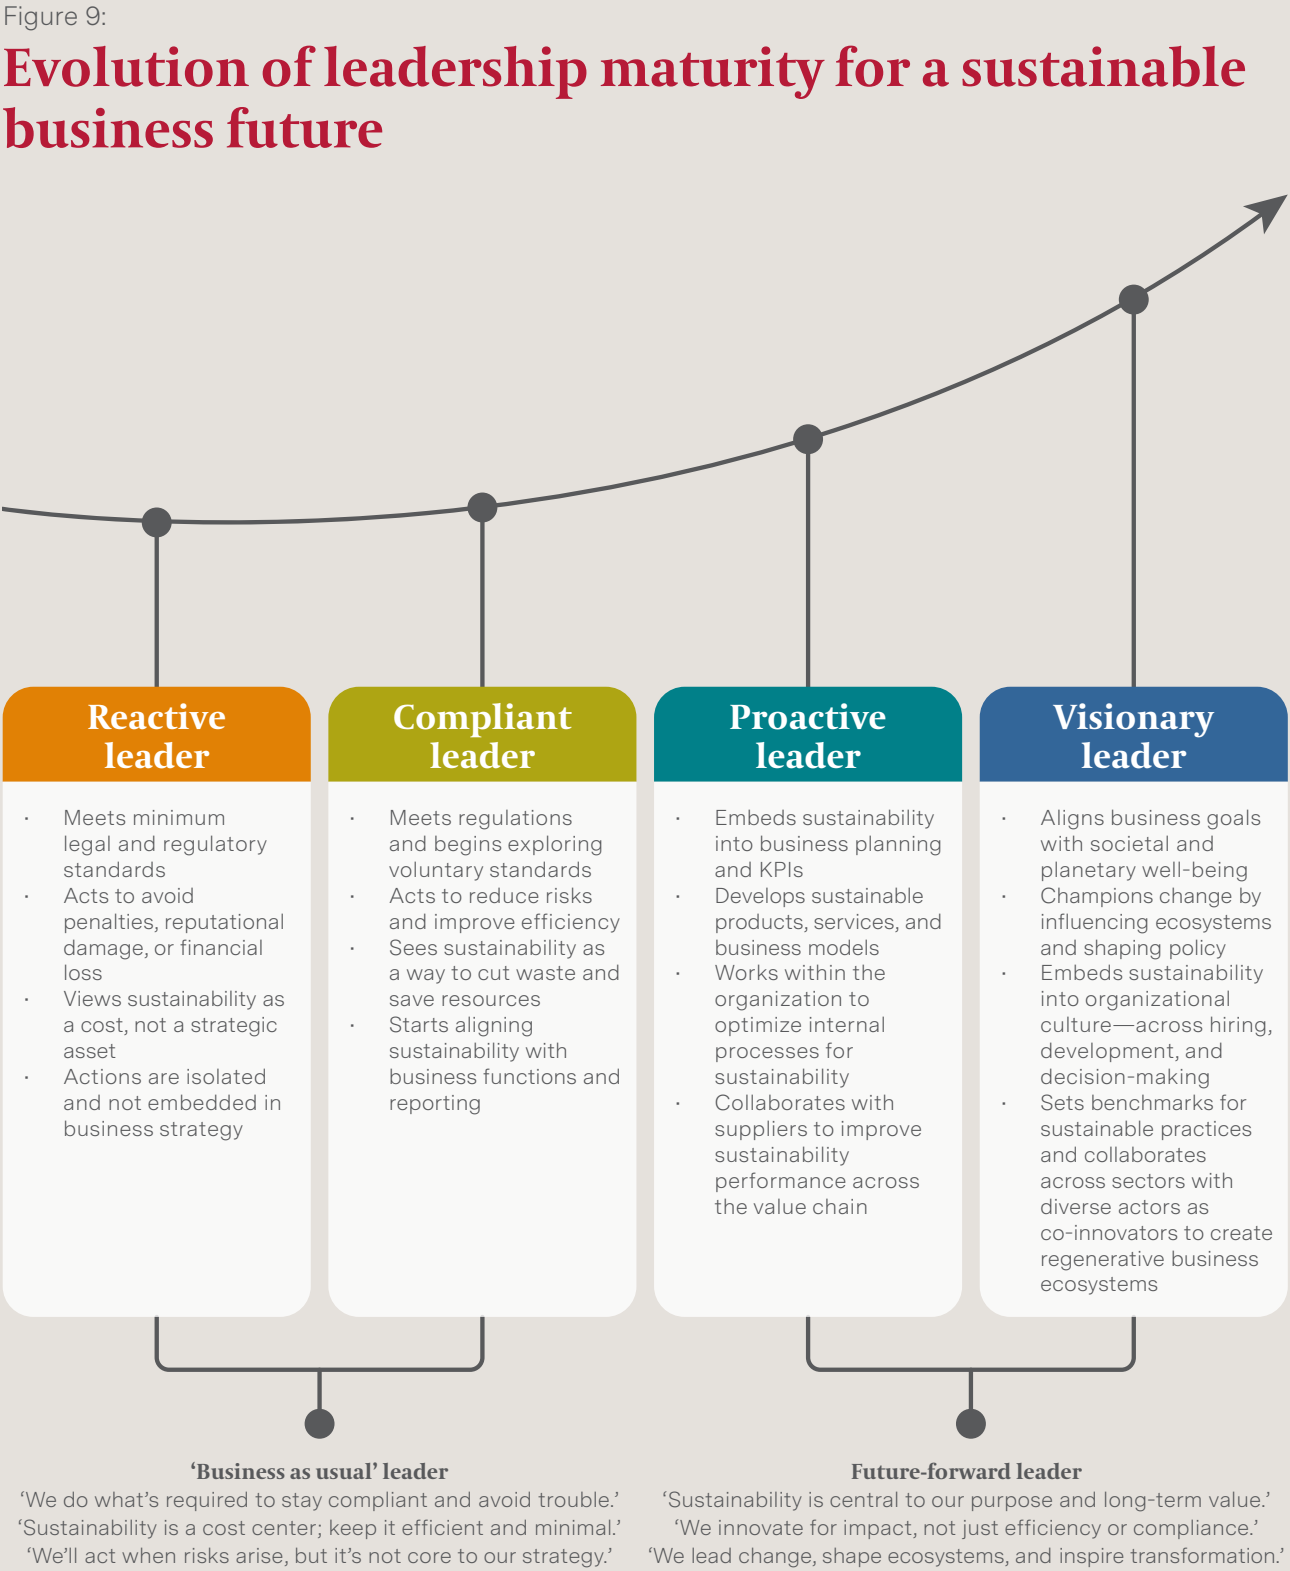 Figure 9:
Evolution of leadership maturity for a sustainable
business future
Reactive
leader
· Meets minimum
legal and regulatory
standards
· Acts to avoid
penalties, reputational
damage, or financial
loss
· Views sustainability as
a cost, not a strategic
asset
· Actions are isolated
and not embedded in
business strategy
Compliant
leader
· Meets regulations
and begins exploring
voluntary standards
· Acts to reduce risks
and improve efficiency
· Sees sustainability as
a way to cut waste and
save resources
· Starts aligning
sustainability with
business functions and
reporting
Proactive
leader
· Embeds sustainability
into business planning
and KPIs
· Develops sustainable
products, services, and
business models
· Works within the
organization to
optimize internal
processes for
sustainability
· Collaborates with
suppliers to improve
sustainability
performance across
the value chain
Visionary
leader
· Aligns business goals
with societal and
planetary well-being
· Champions change by
influencing ecosystems
and shaping policy
· Embeds sustainability
into organizational
culture—across hiring,
development, and
decision-making
· Sets benchmarks for
sustainable practices
and collaborates
across sectors with
diverse actors as
co-innovators to create
regenerative business
ecosystems
‘Business as usual’ leader
‘We do what’s required to stay compliant and avoid trouble.’
‘Sustainability is a cost center; keep it efficient and minimal.’
‘We’ll act when risks arise, but it’s not core to our strategy.’
Future-forward leader
‘Sustainability is central to our purpose and long-term value.’
‘We innovate for impact, not just efficiency or compliance.’
‘We lead change, shape ecosystems, and inspire transformation.’